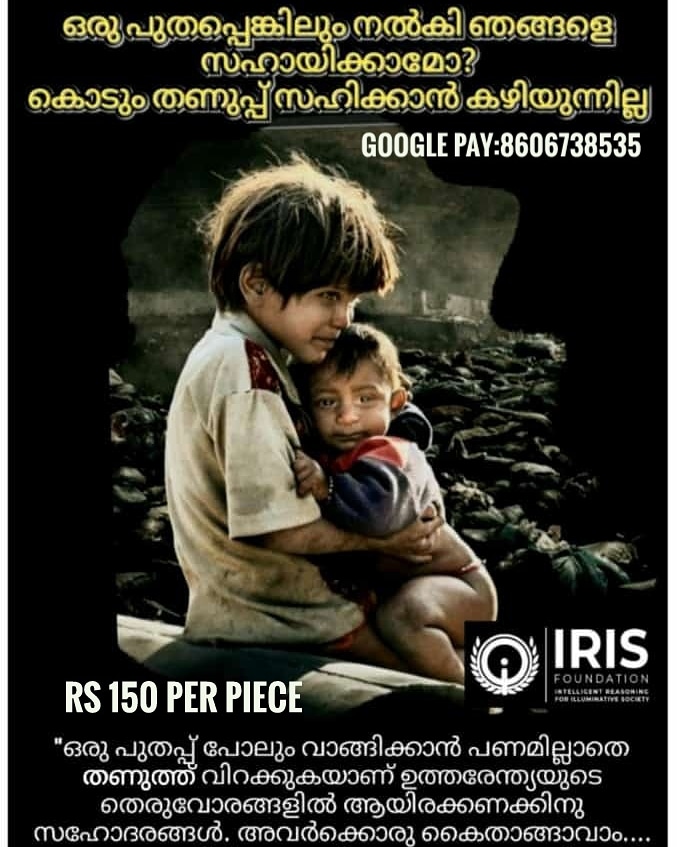 ഒരു പുതപ്പെങ്കിലും നൽകി ഞങ്ങളെ
സഹായിക്കാമോ?
കൊടും തണുപ്പ് സഹിക്കാൻ കഴിയുന്നില്ല
GOOGLE PAY:8606738535
IRIS
FOUNDATION
INTELLIGENT REASONING
FOR ILLUMINATIVE SOCIETY
RS 150 PER PIECE
"ഒരു പുതപ്പ് പോലും വാങ്ങിക്കാൻ പണമില്ലാതെ
തണുത്ത് വിറക്കുകയാണ് ഉത്തരേന്ത്യയുടെ
തെരുവോരങ്ങളിൽ ആയിരക്കണക്കിനു
സഹോദരങ്ങൾ. അവർക്കൊരു കൈതാങ്ങാവാം....